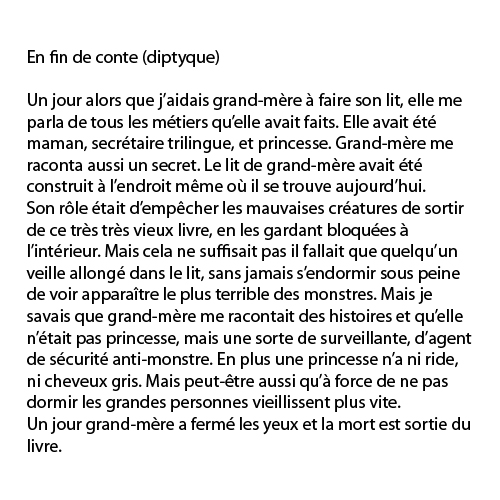 En fin de conte (diptyque)
Un jour alors que j’aidais grand-mère à faire son lit, elle me
parla de tous les métiers qu’elle avait faits. Elle avait été
maman, secrétaire trilingue, et princesse. Grand-mère me
raconta aussi un secret. Le lit de grand-mère avait été
construit à l’endroit même où il se trouve aujourd’hui.
Son rôle était d’empêcher les mauvaises créatures de sortir
de ce très très vieux livre, en les gardant bloquées à
l’intérieur. Mais cela ne suffisait pas il fallait que quelqu’un
veille allongé dans le lit, sans jamais s’endormir sous peine
de voir apparaître le plus terrible des monstres. Mais je
savais que grand-mère me racontait des histoires et qu’elle
n’était pas princesse, mais une sorte de surveillante, d’agent
de sécurité anti-monstre. En plus une princesse n’a ni ride,
ni cheveux gris. Mais peut-être aussi qu’à force de ne pas
dormir les grandes personnes vieillissent plus vite.
Un jour grand-mère a fermé les yeux et la mort est sortie du
livre.